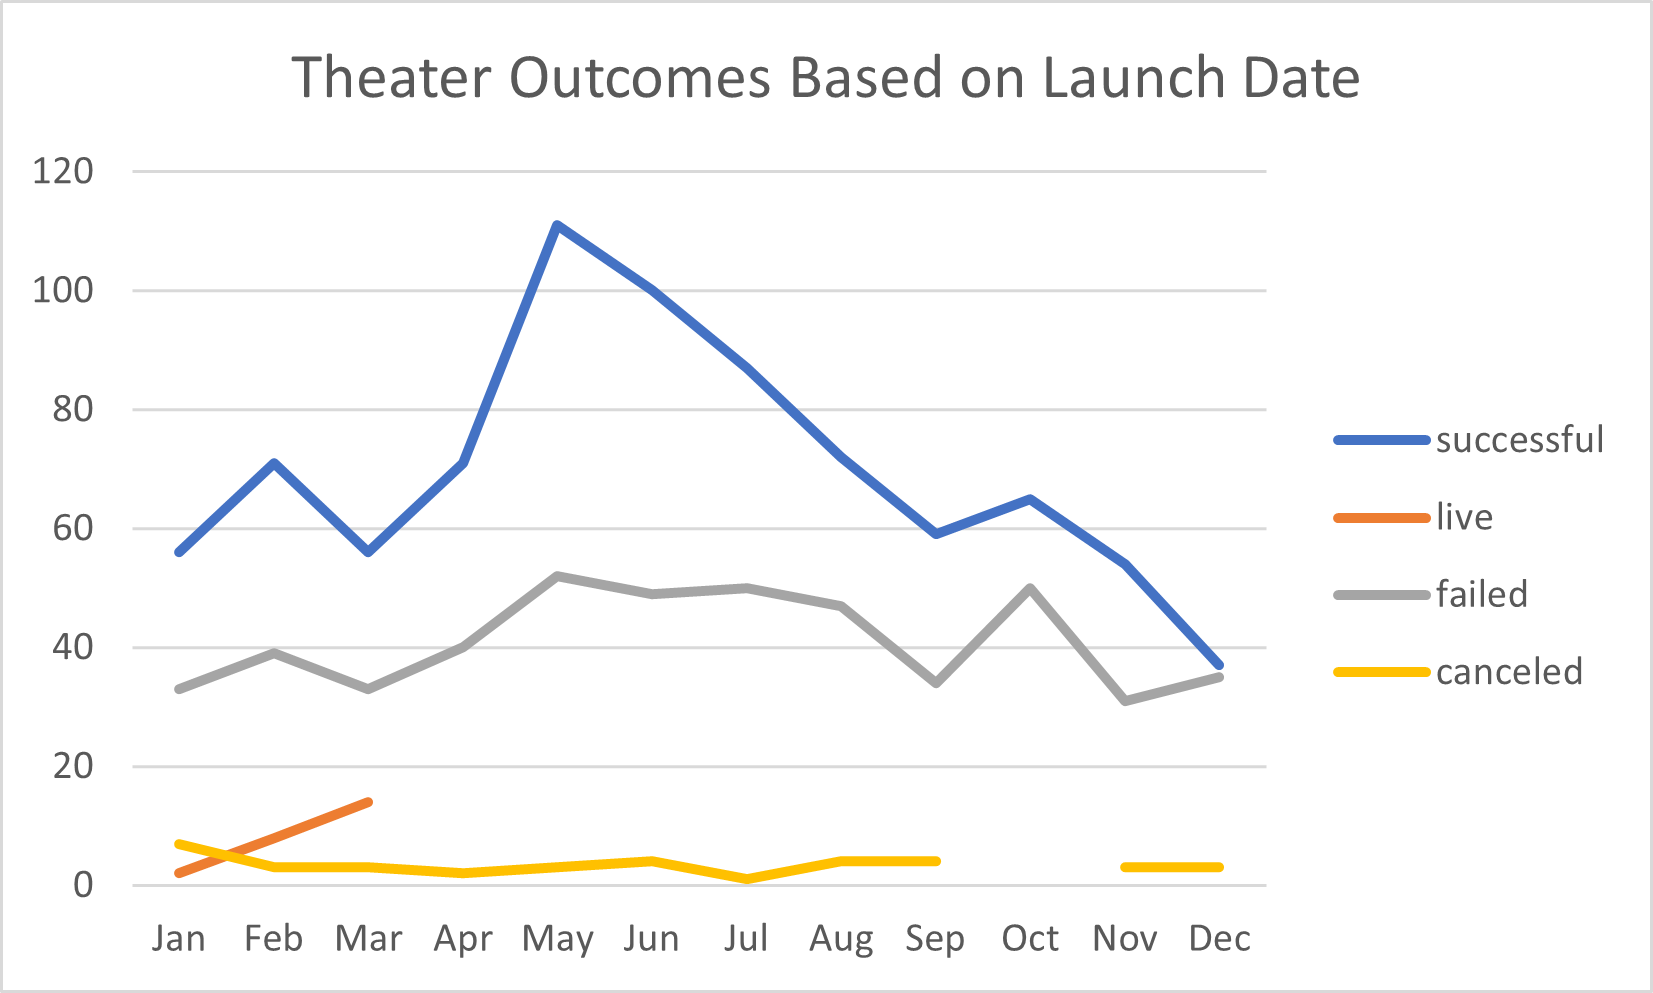 Theater Outcomes Based on Launch Date
120
100
80
60
40
20
0
Jan Feb Mar Apr May Jun Jul Aug Sep Oct Nov Dec
successful
live
failed
canceled